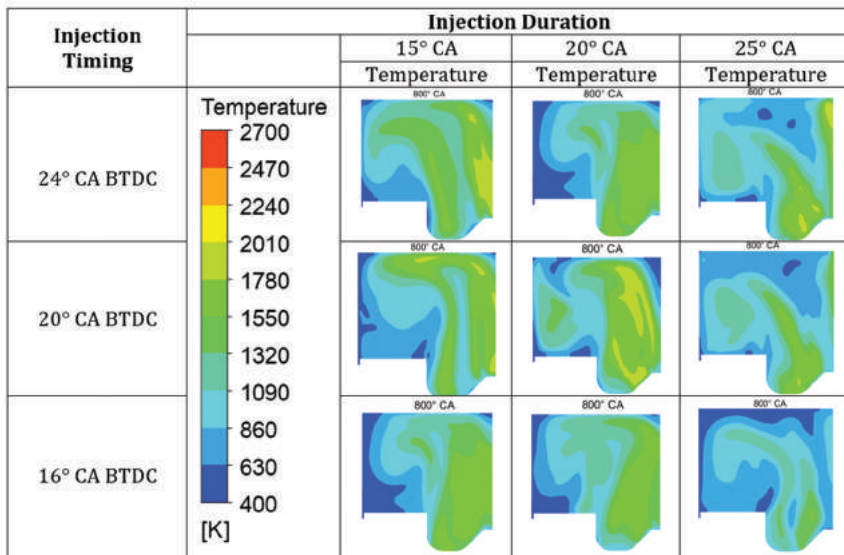 Injection Timing
Injection Duration
15° CA
20° CA
25° CA
Temperature
Temperature
Temperature
24° CA BTDC
20° CA BTDC
16° CA BTDC
Temperature
2700
2470
2240
2010
1780
1550
1320
1090
860
630
400
[K]
800° CA
800° CA
800° CA
800° CA
800° CA
800° CA
800° CA
800° CA
800° CA